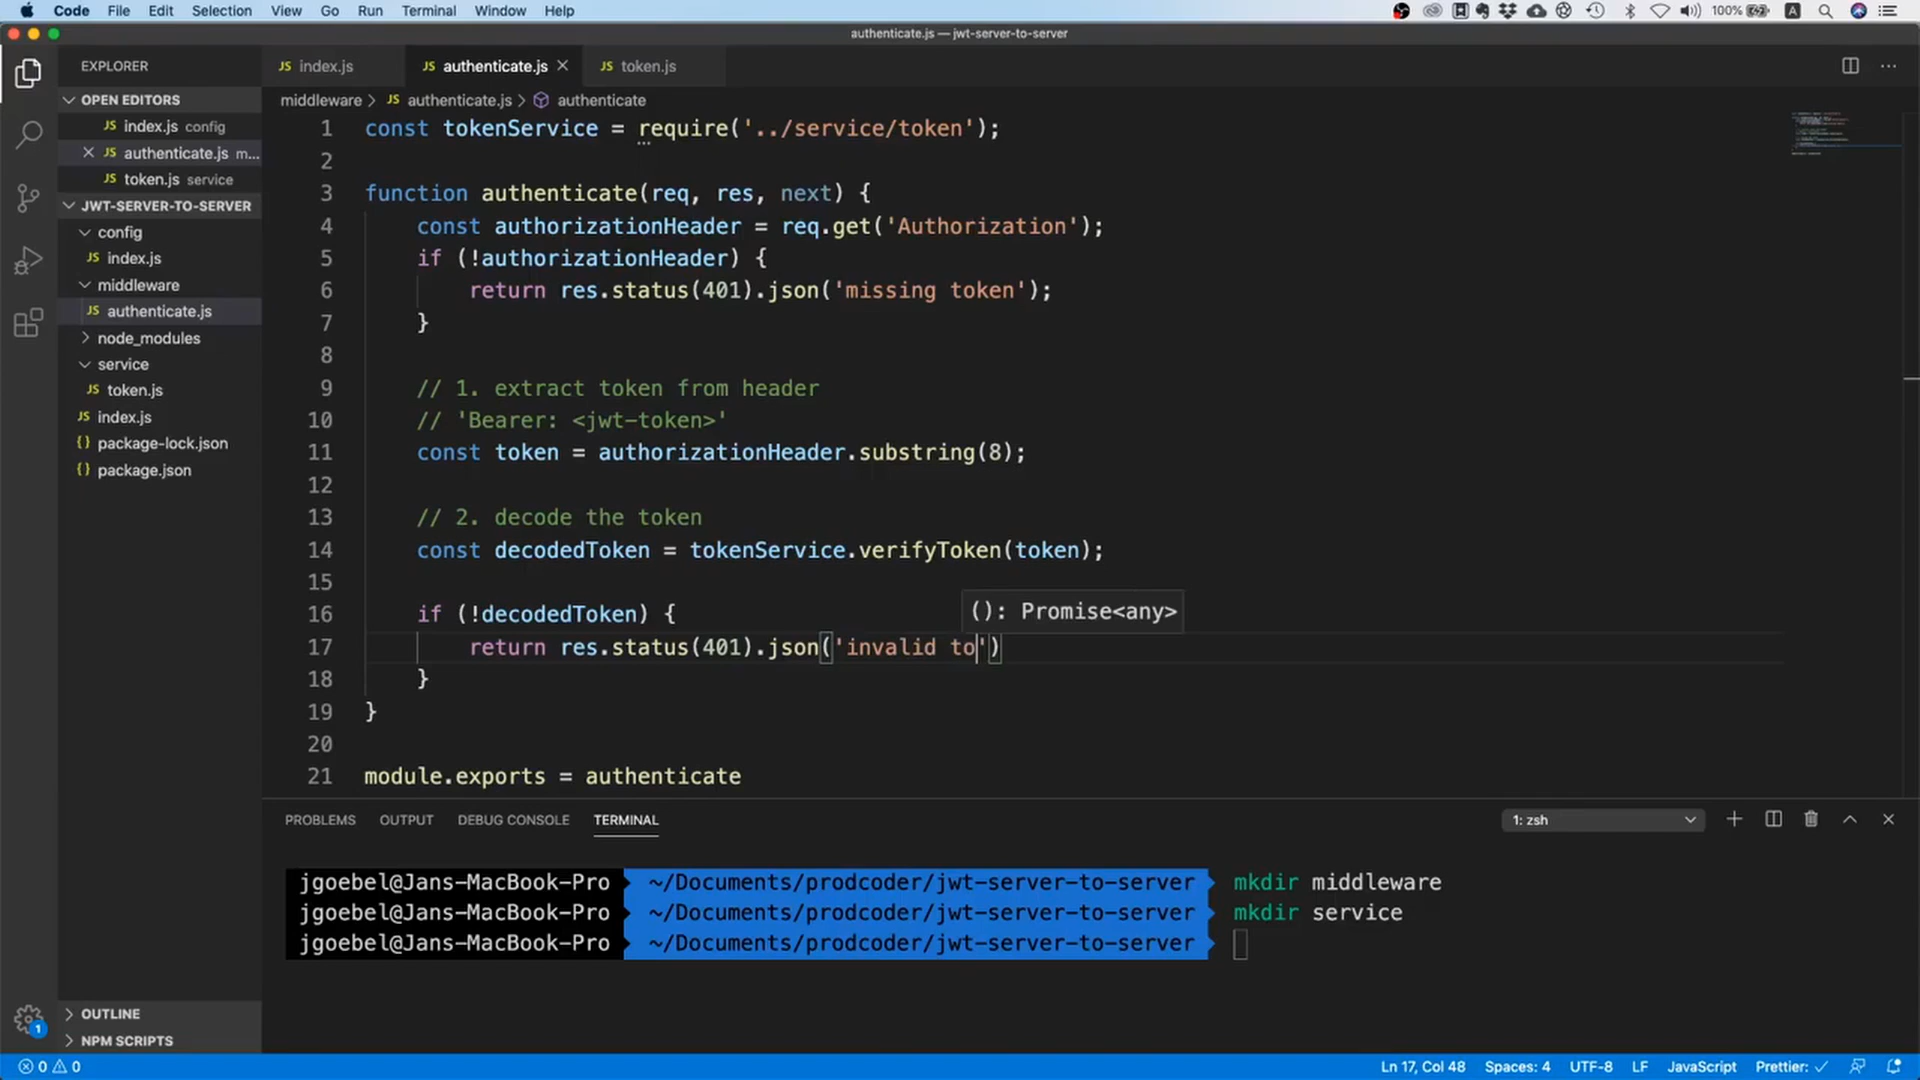 Code File Edit Selection View Go Run Terminal Window Help 100% A
authenticate.js — jwt-server-to-server
EXPLORER
OPEN EDITORS
JS index.js config
JS authenticate.js m...
JS token.js service
JWT-SERVER-TO-SERVER
config
JS index.js
middleware
JS authenticate.js
node_modules
service
JS token.js
JS index.js
{} package-lock.json
{} package.json
OUTLINE
NPM SCRIPTS
1
JS index.js JS authenticate.js JS token.js
middleware > JS authenticate.js > authenticate
1 const tokenService = require('../service/token');
2
3 function authenticate(req, res, next) {
4 const authorizationHeader = req.get('Authorization');
5 if (!authorizationHeader) {
6 return res.status(401).json('missing token');
7 }
8
9 // 1. extract token from header
10 // 'Bearer: <jwt-token>'
11 const token = authorizationHeader.substring(8);
12
13 // 2. decode the token
14 const decodedToken = tokenService.verifyToken(token);
15
16 if (!decodedToken) {
(): Promise<any>
17 return res.status(401).json('invalid to')
18 }
19 }
20
21 module.exports = authenticate
PROBLEMS OUTPUT DEBUG CONSOLE TERMINAL 1: zsh
jgoebel@Jans-MacBook-Pro ~/Documents/prodcoder/jwt-server-to-server mkdir middleware
jgoebel@Jans-MacBook-Pro ~/Documents/prodcoder/jwt-server-to-server mkdir service
jgoebel@Jans-MacBook-Pro ~/Documents/prodcoder/jwt-server-to-server
0 0 Ln 17, Col 48 Spaces: 4 UTF-8 LF JavaScript Prettier: ✓